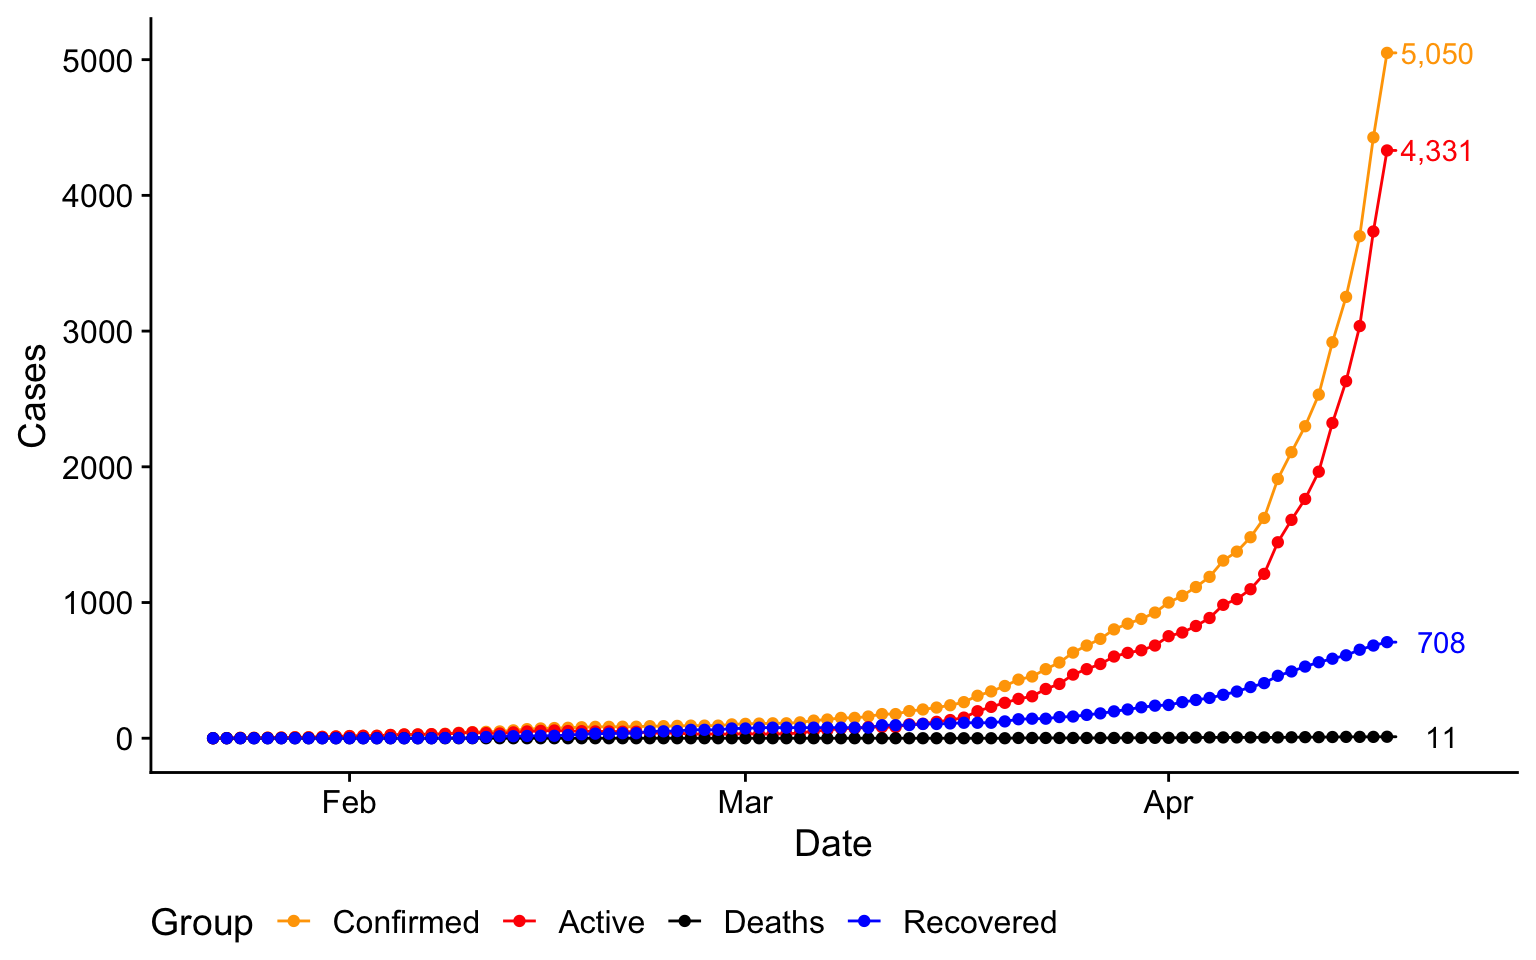 5000
4000
3000
2000
1000
0
Cases
5,050
4,331
708
11
Feb Mar Apr
Date
Group Confirmed Active Deaths Recovered